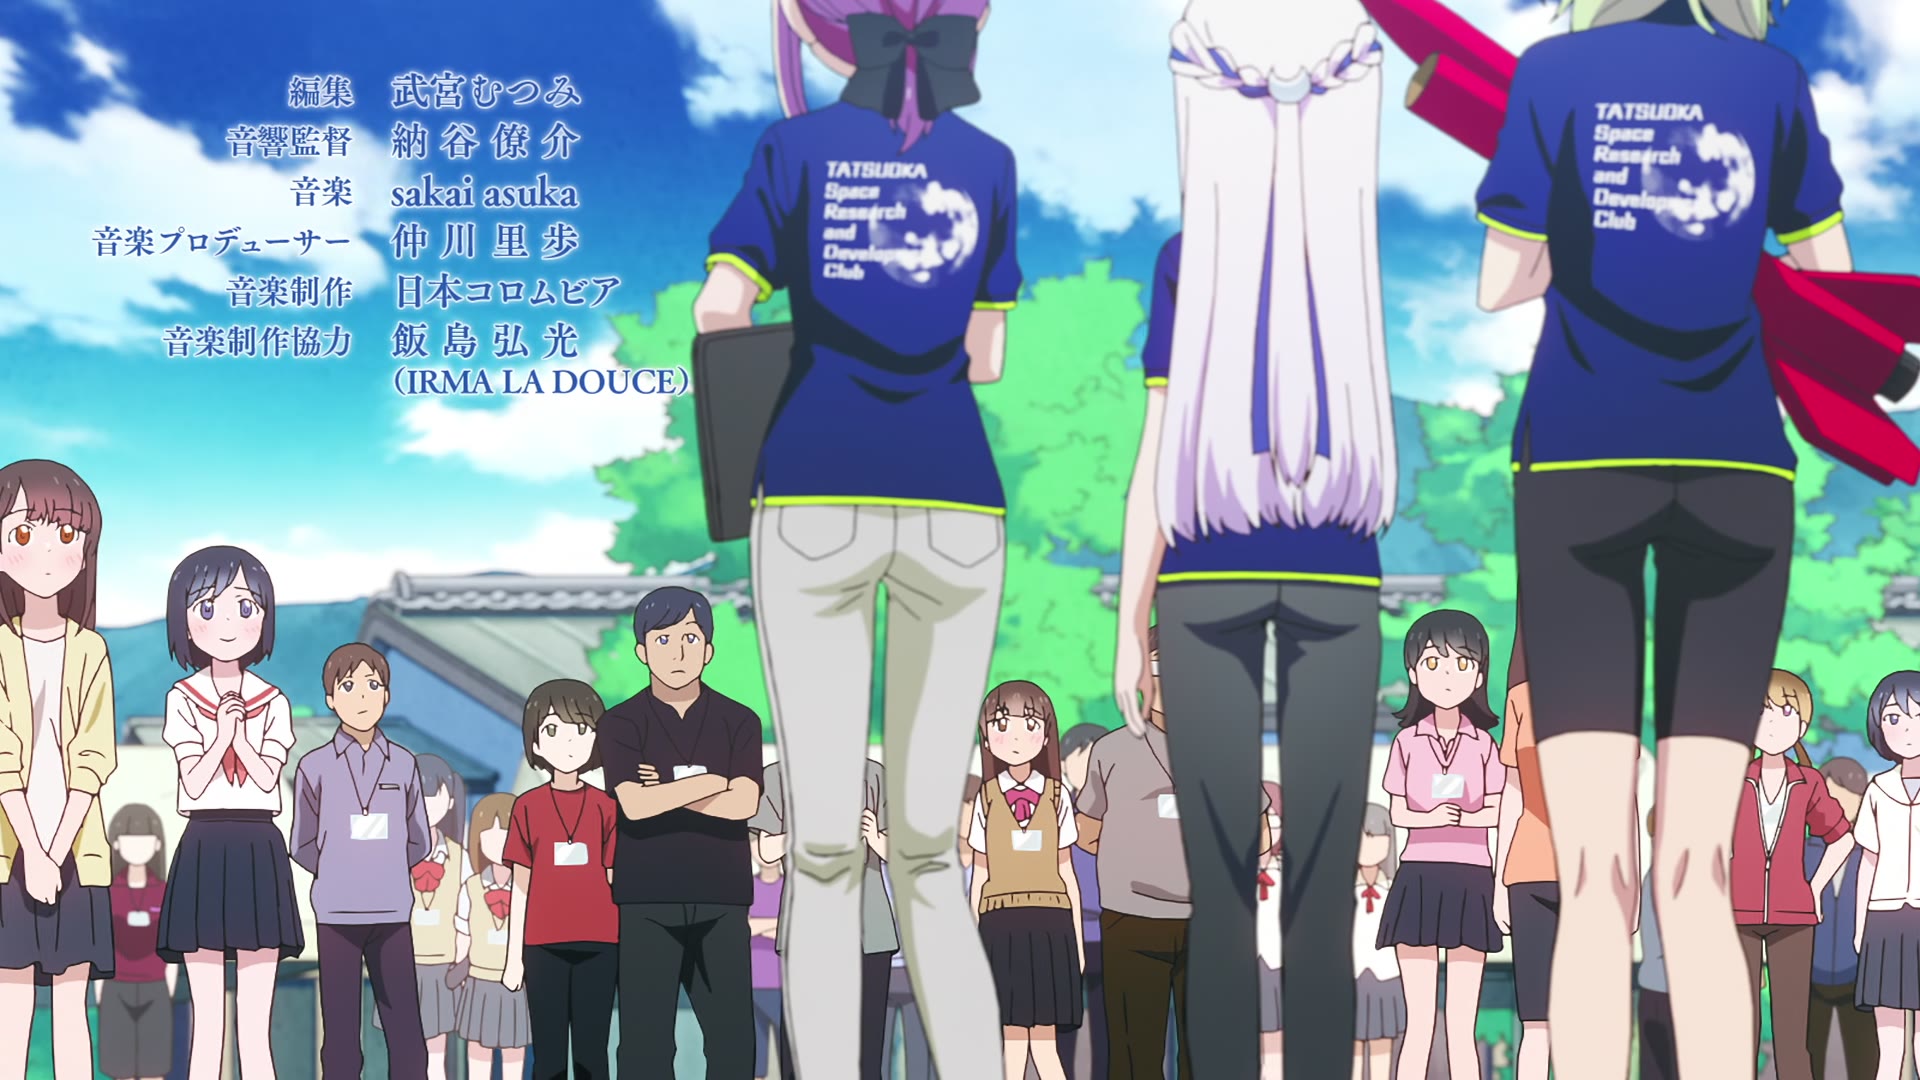 編集 武宮むつみ
音響監督 納谷僚介
音楽 sakai asuka
音楽プロデューサー 仲川里歩
音楽制作 日本コロムビア
音楽制作協力 飯島弘光
（IRMA LA DOUCE）
TATSUOKA
Space
Research
and
Club
TATSUOKA
Space
Research
and
Club